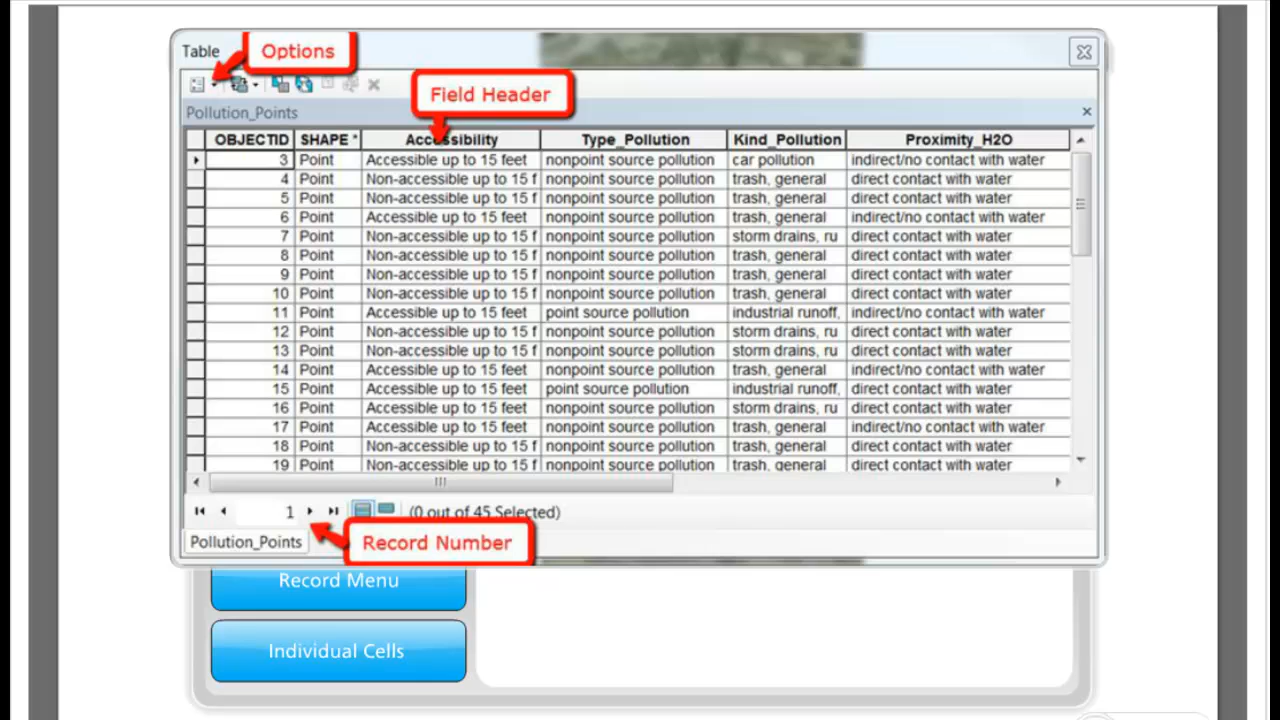 Table
Options
Field Header
Pollution_Points
OBJECTID SHAPE * Accessibility Type_Pollution Kind_Pollution Proximity_H2O
3 Point Accessible up to 15 feet nonpoint source pollution car pollution indirect/no contact with water
4 Point Non-accessible up to 15 f nonpoint source pollution trash, general direct contact with water
5 Point Non-accessible up to 15 f nonpoint source pollution trash, general direct contact with water
6 Point Accessible up to 15 feet nonpoint source pollution trash, general indirect/no contact with water
7 Point Non-accessible up to 15 f nonpoint source pollution storm drains, ru direct contact with water
8 Point Non-accessible up to 15 f nonpoint source pollution trash, general direct contact with water
9 Point Non-accessible up to 15 f nonpoint source pollution trash, general direct contact with water
10 Point Non-accessible up to 15 f nonpoint source pollution trash, general direct contact with water
11 Point Accessible up to 15 feet point source pollution industrial runoff, indirect/no contact with water
12 Point Non-accessible up to 15 f nonpoint source pollution storm drains, ru direct contact with water
13 Point Non-accessible up to 15 f nonpoint source pollution storm drains, ru direct contact with water
14 Point Accessible up to 15 feet nonpoint source pollution trash, general indirect/no contact with water
15 Point Accessible up to 15 feet point source pollution industrial runoff, direct contact with water
16 Point Accessible up to 15 feet nonpoint source pollution storm drains, ru direct contact with water
17 Point Accessible up to 15 feet nonpoint source pollution trash, general indirect/no contact with water
18 Point Non-accessible up to 15 f nonpoint source pollution trash, general direct contact with water
19 Point Non-accessible up to 15 f nonpoint source pollution trash, general direct contact with water
1 (0 out of 45 Selected)
Pollution_Points
Record Number
Record Menu
Individual Cells